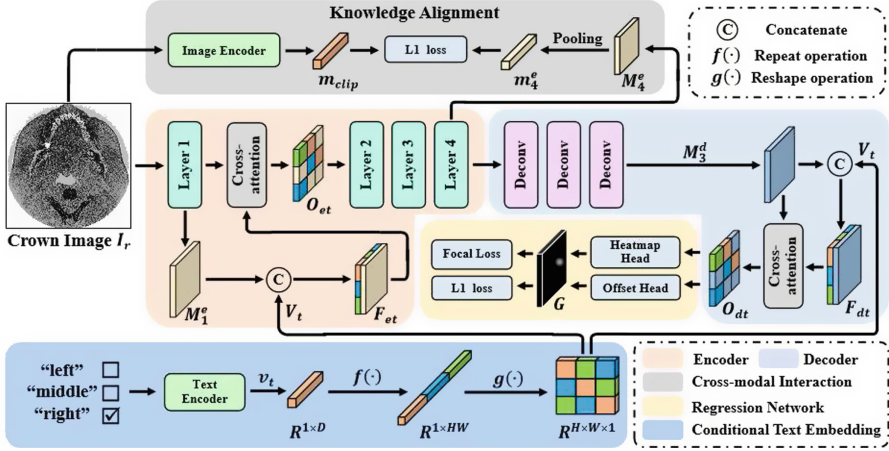 Knowledge Alignment
Image Encoder
m_clip
L1 loss
m_4^e
Pooling
M_4^e
C Concatenate
f(·) Repeat operation
g(·) Reshape operation
Crown Image I_r
Layer 1
Cross-attention
O_et
Layer 2
Layer 3
Layer 4
Deconv
Deconv
Deconv
M_3^d
C
V_t
M_1^e
C
V_t
F_et
Focal Loss
L1 loss
G
Heatmap Head
Offset Head
O_dt
Cross-attention
F_dt
"left"
"middle"
"right"
Text Encoder
v_t
R^{1×D}
f(·)
R^{1×HW}
g(·)
R^{H×W×1}
Encoder
Decoder
Cross-modal Interaction
Regression Network
Conditional Text Embedding